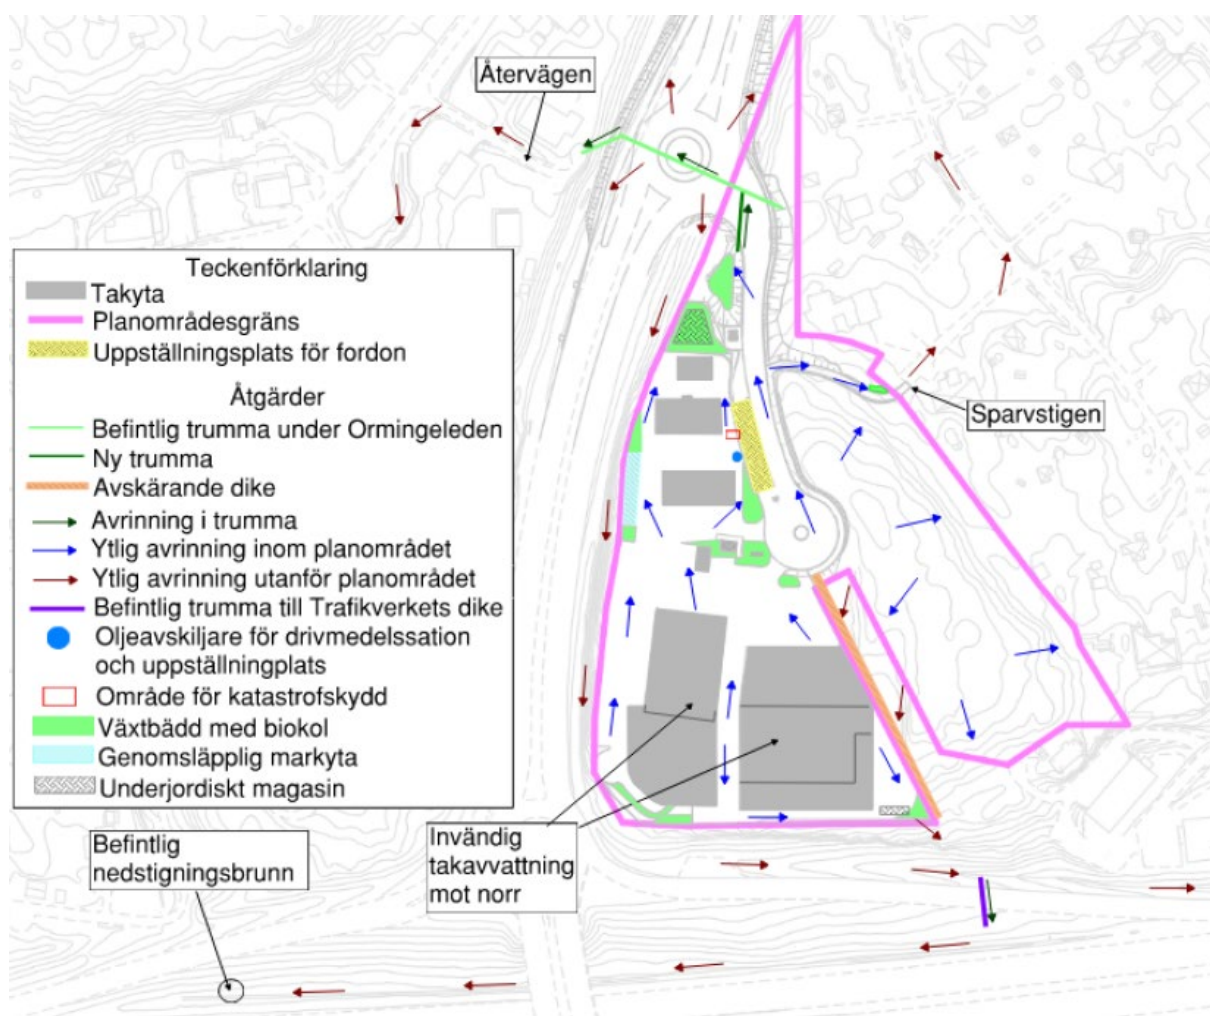 Återvägen
Teckenförklaring
Takyta
Planområdesgräns
Uppställningsplats för fordon
Åtgärder
Befintlig trumma under Ormingeleden
Ny trumma
Avskärande dike
Avrinning i trumma
Ytlig avrinning inom planområdet
Ytlig avrinning utanför planområdet
Befintlig trumma till Trafikverkets dike
Oljeavskiljare för drivmedelssation
och uppställningplats
Område för katastrofskydd
Växtbädd med biokol
Genomsläpplig markyta
Underjordiskt magasin
Sparvstigen
Befintlig
nedstigningsbrunn
Invändig
takavvattning
mot norr